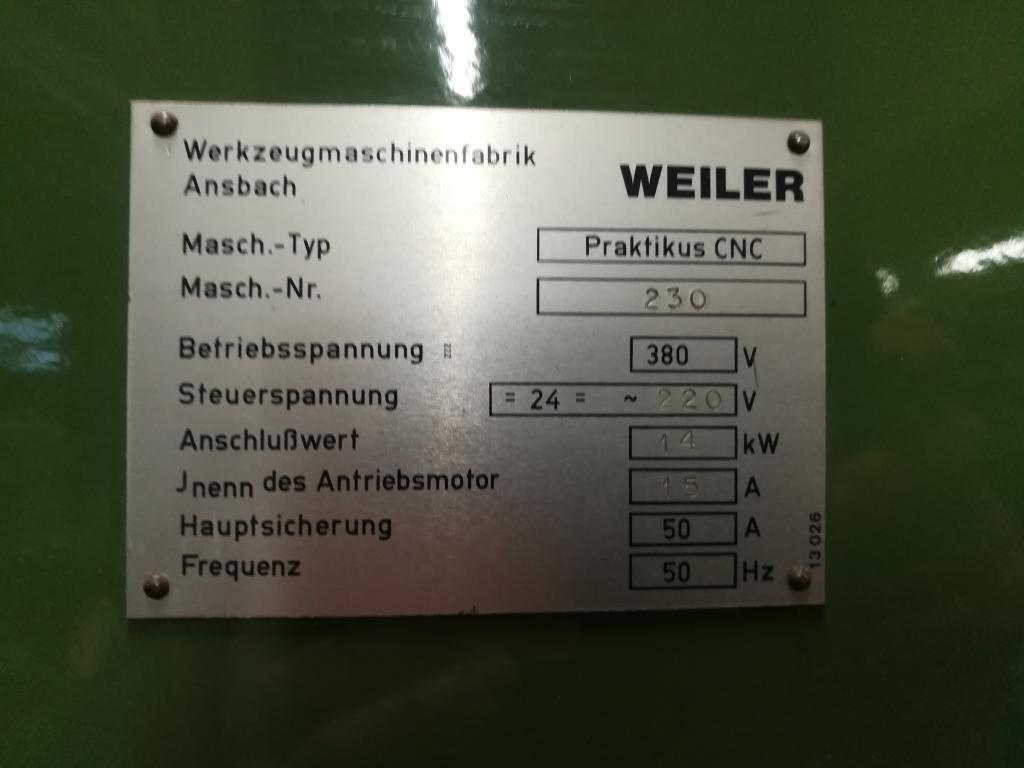 Werkzeugmaschinenfabrik
Ansbach
WEILER
Masch.-Typ Praktikus CNC
Masch.-Nr. 230
Betriebsspannung 380 V
Steuerspannung = 24 = ~ 220 V
Anschlußwert 14 kW
Jnenn des Antriebsmotor 15 A
Hauptsicherung 50 A
Frequenz 50 Hz
13026